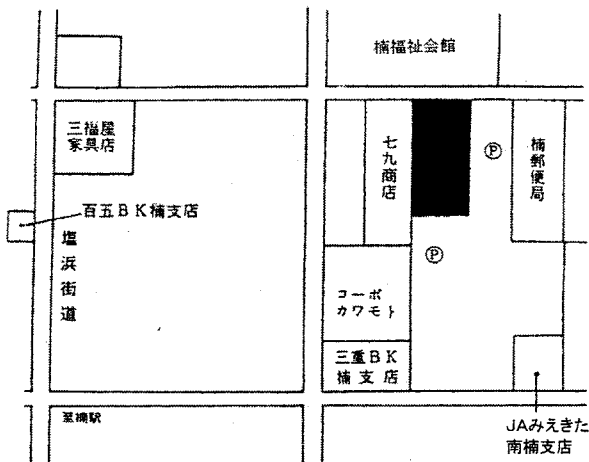 楠福祉会館
三福屋
家具店
七九商店
Ⓟ
楠郵便局
百五BK楠支店
塩浜街道
Ⓟ
コーポ
カワモト
三重BK
楠支店
至楠駅
JAみえきた
南楠支店